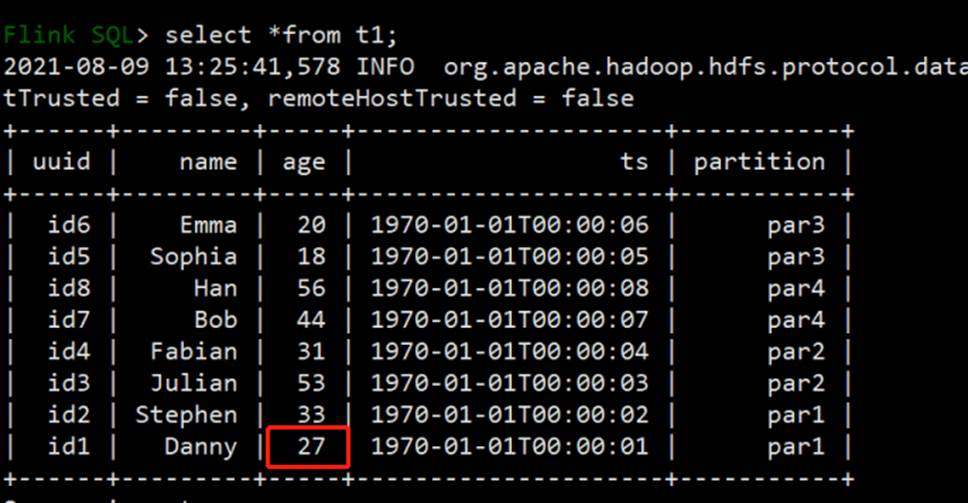 Flink SQL> select *from t1;
2021-08-09 13:25:41,578 INFO  org.apache.hadoop.hdfs.protocol.data
tTrusted = false, remoteHostTrusted = false
+------+---------+-----+---------------------+-----------+
| uuid |    name | age |                  ts | partition |
+------+---------+-----+---------------------+-----------+
|  id6 |    Emma |  20 | 1970-01-01T00:00:06 |      par3 |
|  id5 |  Sophia |  18 | 1970-01-01T00:00:05 |      par3 |
|  id8 |     Han |  56 | 1970-01-01T00:00:08 |      par4 |
|  id7 |     Bob |  44 | 1970-01-01T00:00:07 |      par4 |
|  id4 |  Fabian |  31 | 1970-01-01T00:00:04 |      par2 |
|  id3 |  Julian |  53 | 1970-01-01T00:00:03 |      par2 |
|  id2 | Stephen |  33 | 1970-01-01T00:00:02 |      par1 |
|  id1 |   Danny |  27 | 1970-01-01T00:00:01 |      par1 |
+------+---------+-----+---------------------+-----------+